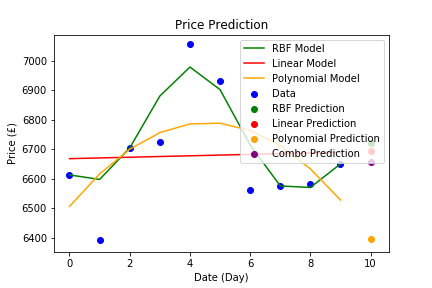 Price Prediction
7000
6900
6800
6700
6600
6500
6400
Price (£)
RBF Model
Linear Model
Polynomial Model
Data
RBF Prediction
Linear Prediction
Polynomial Prediction
Combo Prediction
0 2 4 6 8 10
Date (Day)